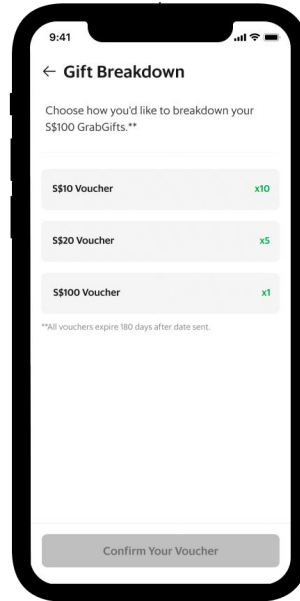 9:41
← Gift Breakdown
Choose how you'd like to breakdown your
S$100 GrabGifts.**
S$10 Voucher x10
S$20 Voucher x5
S$100 Voucher x1
**All vouchers expire 180 days after date sent.
Confirm Your Voucher